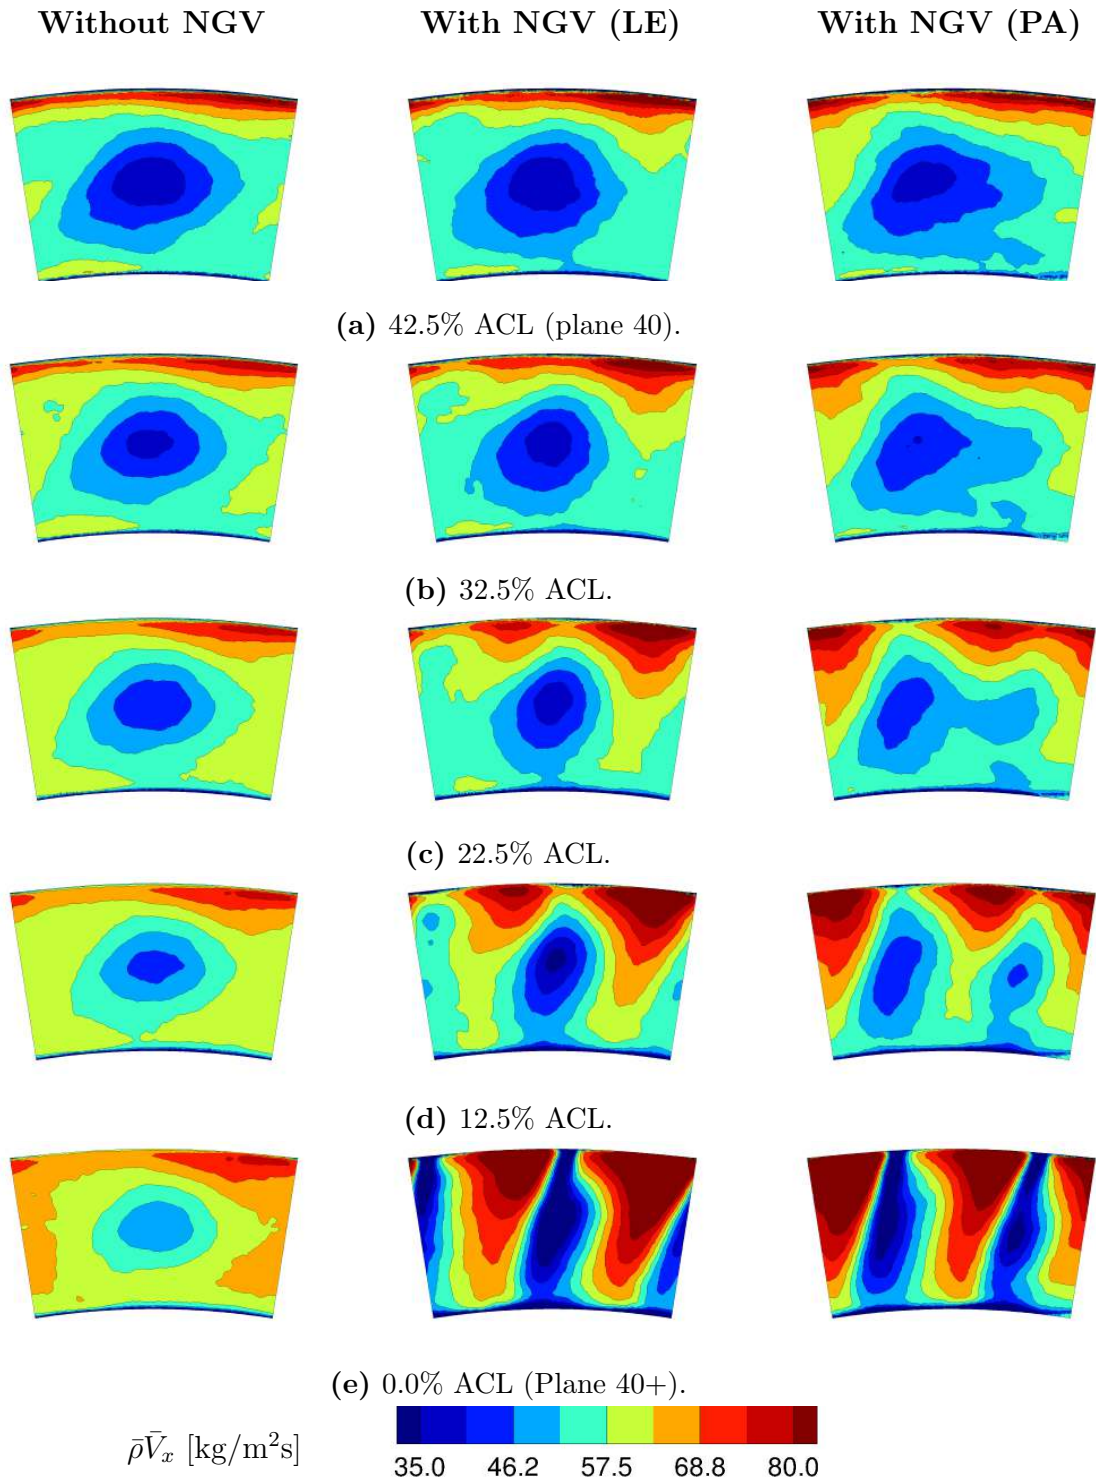 Without NGV With NGV (LE) With NGV (PA)
(a) 42.5% ACL (plane 40).
(b) 32.5% ACL.
(c) 22.5% ACL.
(d) 12.5% ACL.
(e) 0.0% ACL (Plane 40+).
ρ̄V̄ₓ [kg/m²s]
35.0 46.2 57.5 68.8 80.0